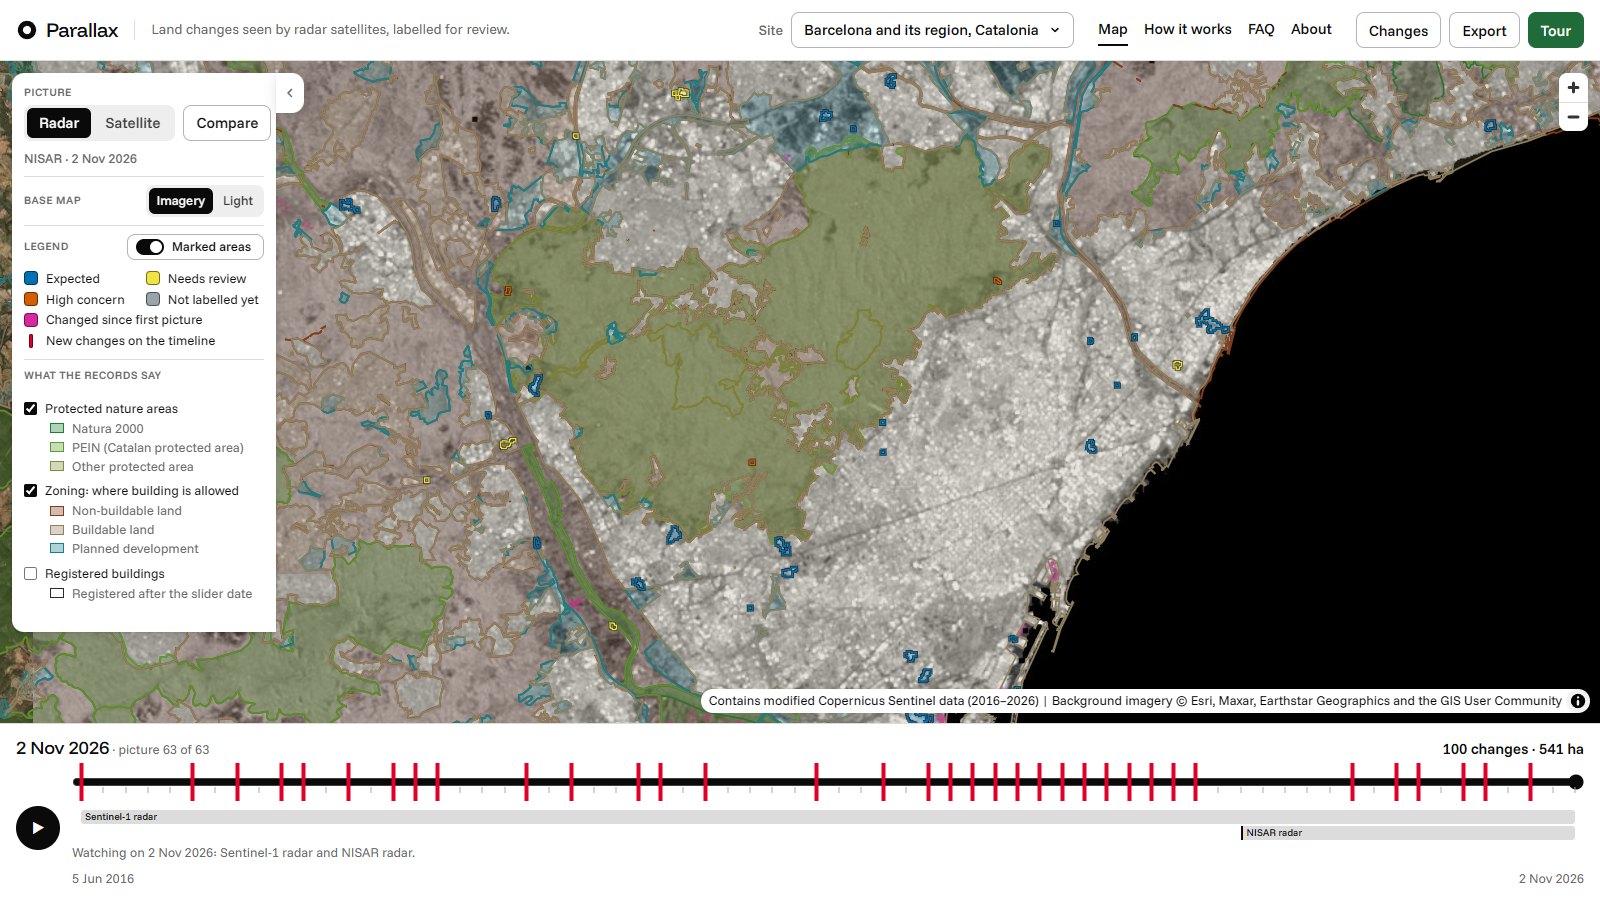 Parallax
Land changes seen by radar satellites, labelled for review.
Site
Barcelona and its region, Catalonia
Map
How it works
FAQ
About
Changes
Export
Tour
PICTURE
Radar
Satellite
Compare
NISAR · 2 Nov 2026
BASE MAP
Imagery
Light
LEGEND
Marked areas
Expected
Needs review
High concern
Not labelled yet
Changed since first picture
New changes on the timeline
WHAT THE RECORDS SAY
Protected nature areas
Natura 2000
PEIN (Catalan protected area)
Other protected area
Zoning: where building is allowed
Non-buildable land
Buildable land
Planned development
Registered buildings
Registered after the slider date
Contains modified Copernicus Sentinel data (2016–2026) | Background imagery © Esri, Maxar, Earthstar Geographics and the GIS User Community
2 Nov 2026 · picture 63 of 63
100 changes · 541 ha
Sentinel-1 radar
NISAR radar
Watching on 2 Nov 2026: Sentinel-1 radar and NISAR radar.
5 Jun 2016
2 Nov 2026